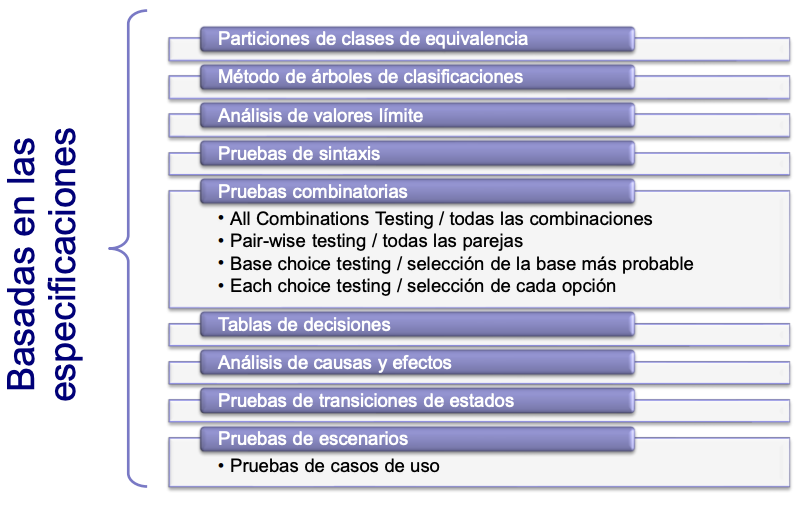 Basadas en las
especificaciones
Particiones de clases de equivalencia
Método de árboles de clasificaciones
Análisis de valores límite
Pruebas de sintaxis
Pruebas combinatorias
• All Combinations Testing / todas las combinaciones
• Pair-wise testing / todas las parejas
• Base choice testing / selección de la base más probable
• Each choice testing / selección de cada opción
Tablas de decisiones
Análisis de causas y efectos
Pruebas de transiciones de estados
Pruebas de escenarios
• Pruebas de casos de uso